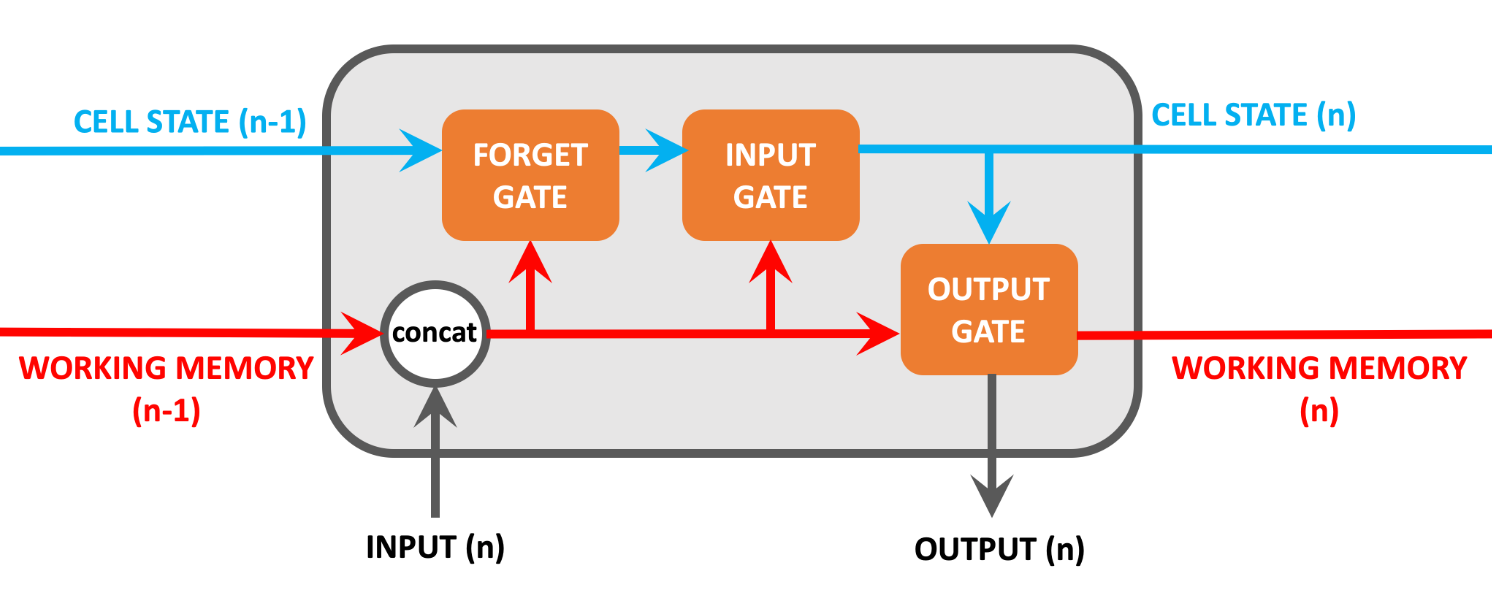 CELL STATE (n-1)
CELL STATE (n)
FORGET
GATE
INPUT
GATE
OUTPUT
GATE
concat
WORKING MEMORY
(n-1)
WORKING MEMORY
(n)
INPUT (n)
OUTPUT (n)